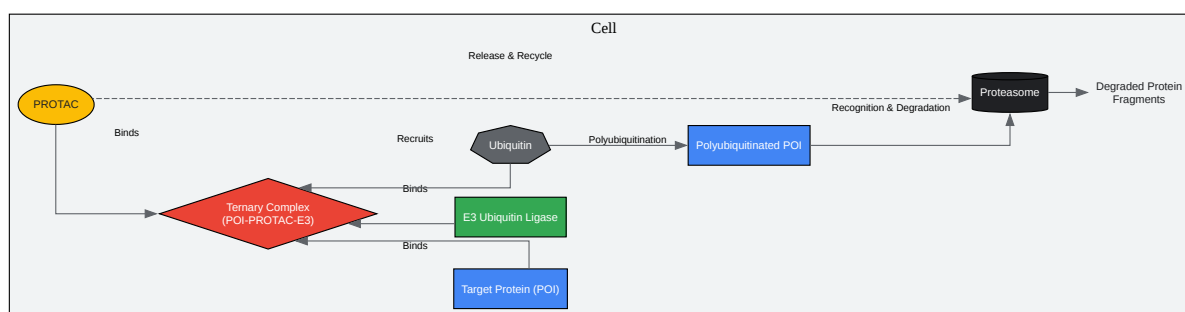 Cell
Release & Recycle
PROTAC
Proteasome
Degraded Protein
Fragments
Recognition & Degradation
Binds
Recruits
Ubiquitin
Polyubiquitination
Polyubiquitinated POI
Binds
Ternary Complex
(POI-PROTAC-E3)
E3 Ubiquitin Ligase
Binds
Target Protein (POI)